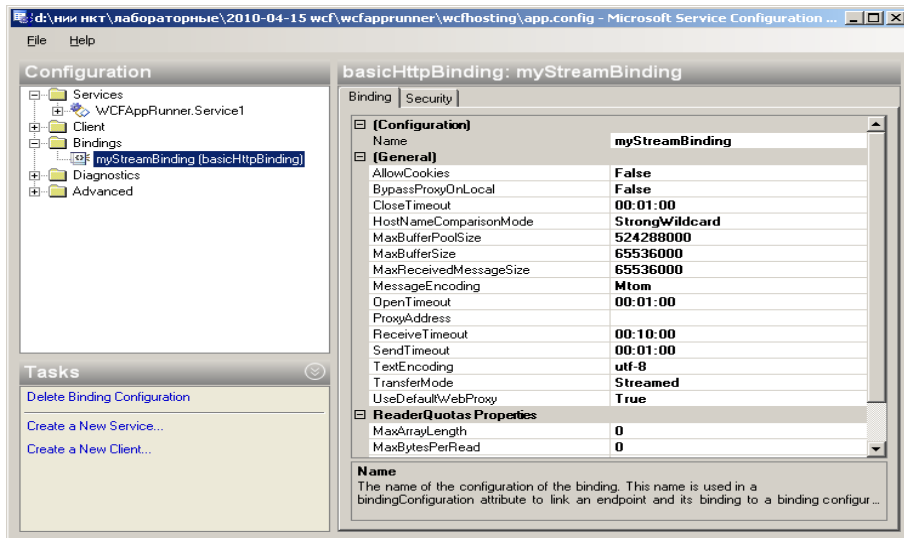 d:\нии нкт\лабораторные\2010-04-15 wcf\wcfapprunner\wcfhosting\app.config - Microsoft Service Configuration ...
File Help
Configuration
Services
WCFAppRunner.Service1
Client
Bindings
myStreamBinding (basicHttpBinding)
Diagnostics
Advanced
Tasks
Delete Binding Configuration
Create a New Service...
Create a New Client...
basicHttpBinding: myStreamBinding
Binding Security
(Configuration)
Name myStreamBinding
(General)
AllowCookies False
BypassProxyOnLocal False
CloseTimeout 00:01:00
HostNameComparisonMode StrongWildcard
MaxBufferPoolSize 524288000
MaxBufferSize 65536000
MaxReceivedMessageSize 65536000
MessageEncoding Mtom
OpenTimeout 00:01:00
ProxyAddress
ReceiveTimeout 00:10:00
SendTimeout 00:01:00
TextEncoding utf-8
TransferMode Streamed
UseDefaultWebProxy True
ReaderQuotas Properties
MaxArrayLength 0
MaxBytesPerRead 0
Name
The name of the configuration of the binding. This name is used in a
bindingConfiguration attribute to link an endpoint and its binding to a binding configur...